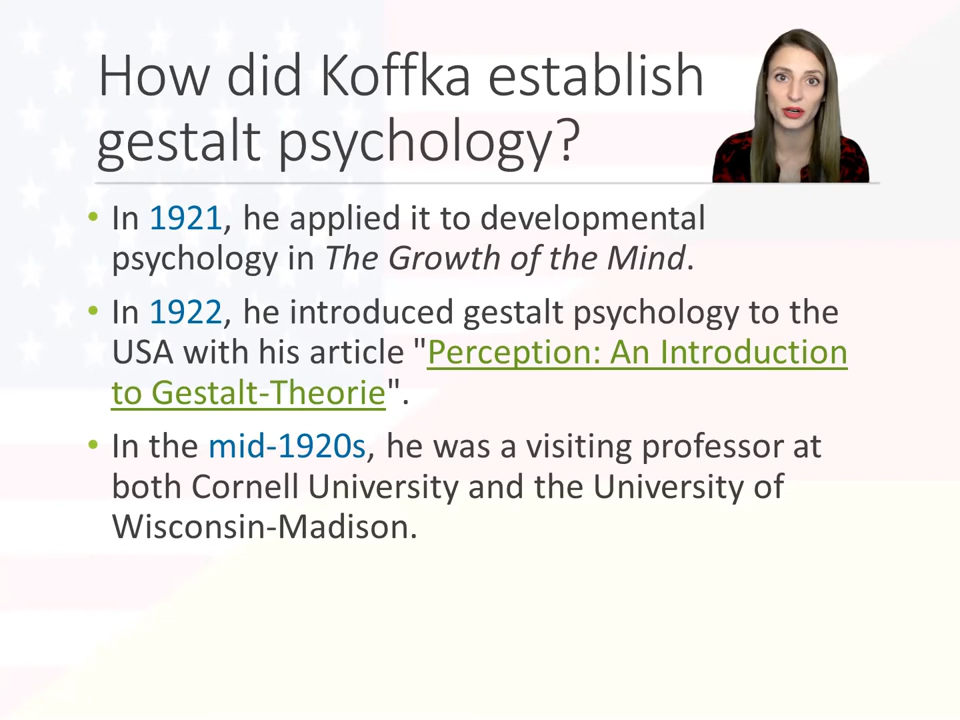 How did Koffka establish
gestalt psychology?
• In 1921, he applied it to developmental
psychology in The Growth of the Mind.
• In 1922, he introduced gestalt psychology to the
USA with his article "Perception: An Introduction
to Gestalt-Theorie".
• In the mid-1920s, he was a visiting professor at
both Cornell University and the University of
Wisconsin-Madison.